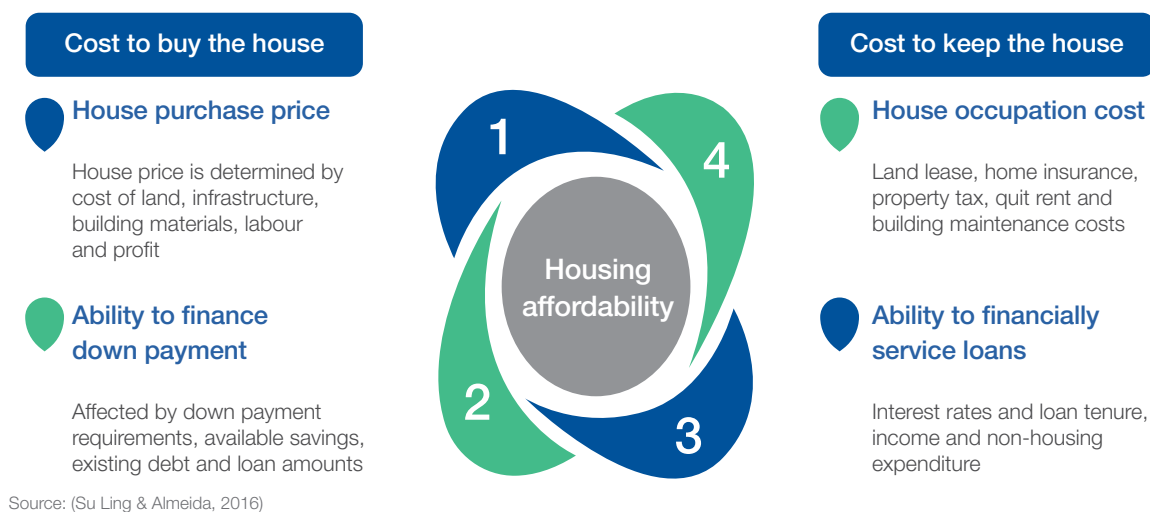 Cost to buy the house
House purchase price
House price is determined by
cost of land, infrastructure,
building materials, labour
and profit
Ability to finance
down payment
Affected by down payment
requirements, available savings,
existing debt and loan amounts
1
2
3
4
Housing
affordability
Cost to keep the house
House occupation cost
Land lease, home insurance,
property tax, quit rent and
building maintenance costs
Ability to financially
service loans
Interest rates and loan tenure,
income and non-housing
expenditure
Source: (Su Ling & Almeida, 2016)